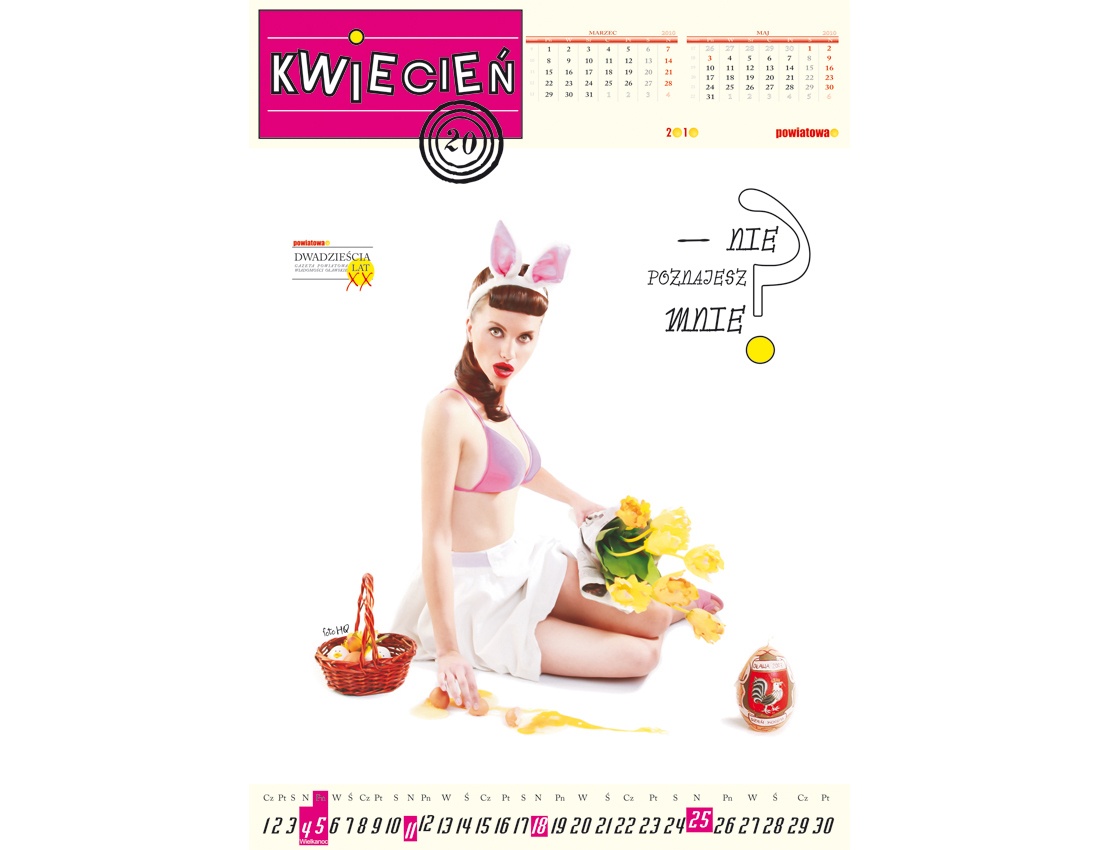 KWIECIEŃ
20
MARZEC 2010
1 2 3 4 5 6 7
8 9 10 11 12 13 14
15 16 17 18 19 20 21
22 23 24 25 26 27 28
29 30 31 1 2 3 4
MAJ 2010
26 27 28 29 30 1 2
3 4 5 6 7 8 9
10 11 12 13 14 15 16
17 18 19 20 21 22 23
24 25 26 27 28 29 30
31 1 2 3 4 5 6
2010
powiatowa
powiatowa
DWADZIEŚCIA
GAZETA POWIATOWA
WIADOMOŚCI OŁAWSKIE
LAT
XX
— NIE
POZNAJESZ
MNIE?
foto HQ
Cz Pt S N Pn W Ś Cz Pt S N Pn W Ś Cz Pt S N Pn W Ś Cz Pt S N Pn W Ś Cz Pt
1 2 3 4 5 6 7 8 9 10 11 12 13 14 15 16 17 18 19 20 21 22 23 24 25 26 27 28 29 30
Wielkanoc